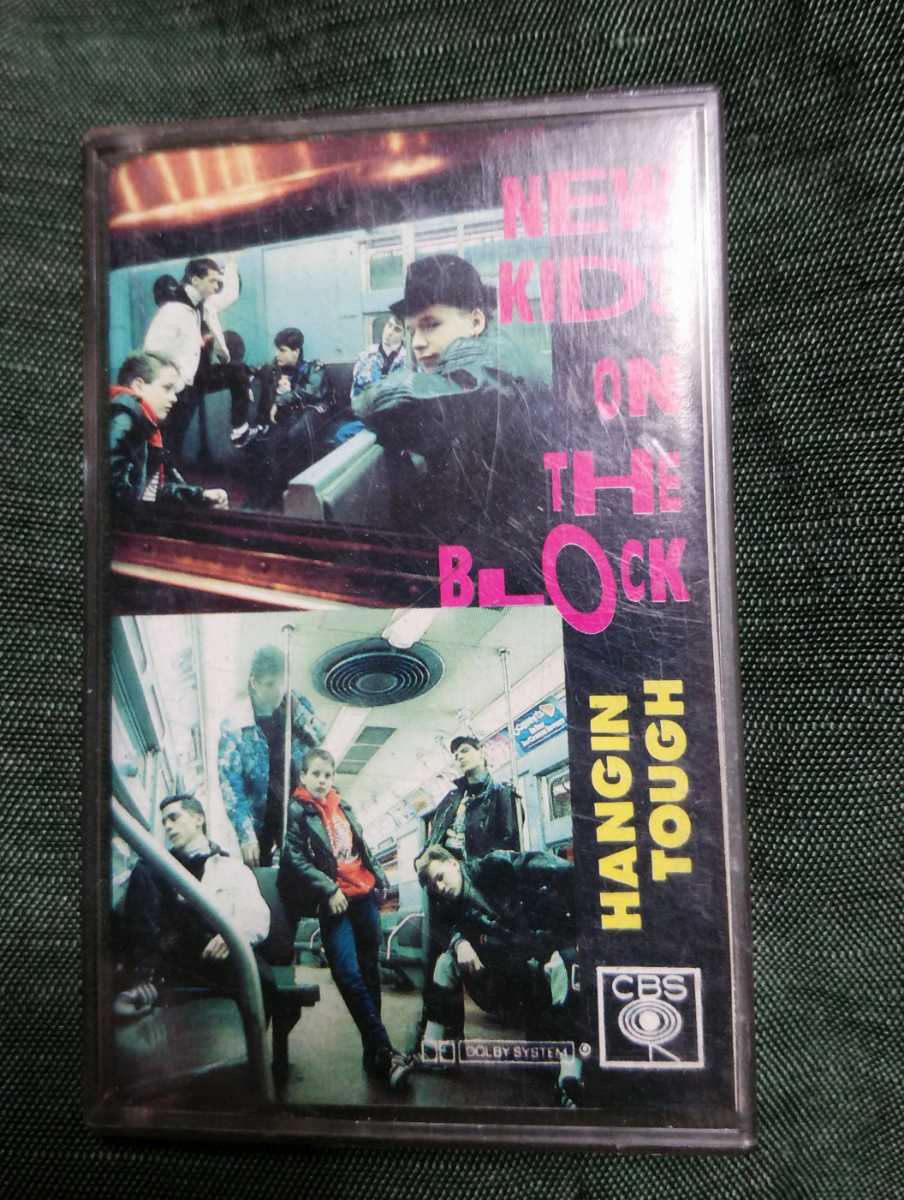 NEW
KIDS
ON
THE
BLOCK
HANGIN
TOUGH
CBS
DOLBY SYSTEM ®